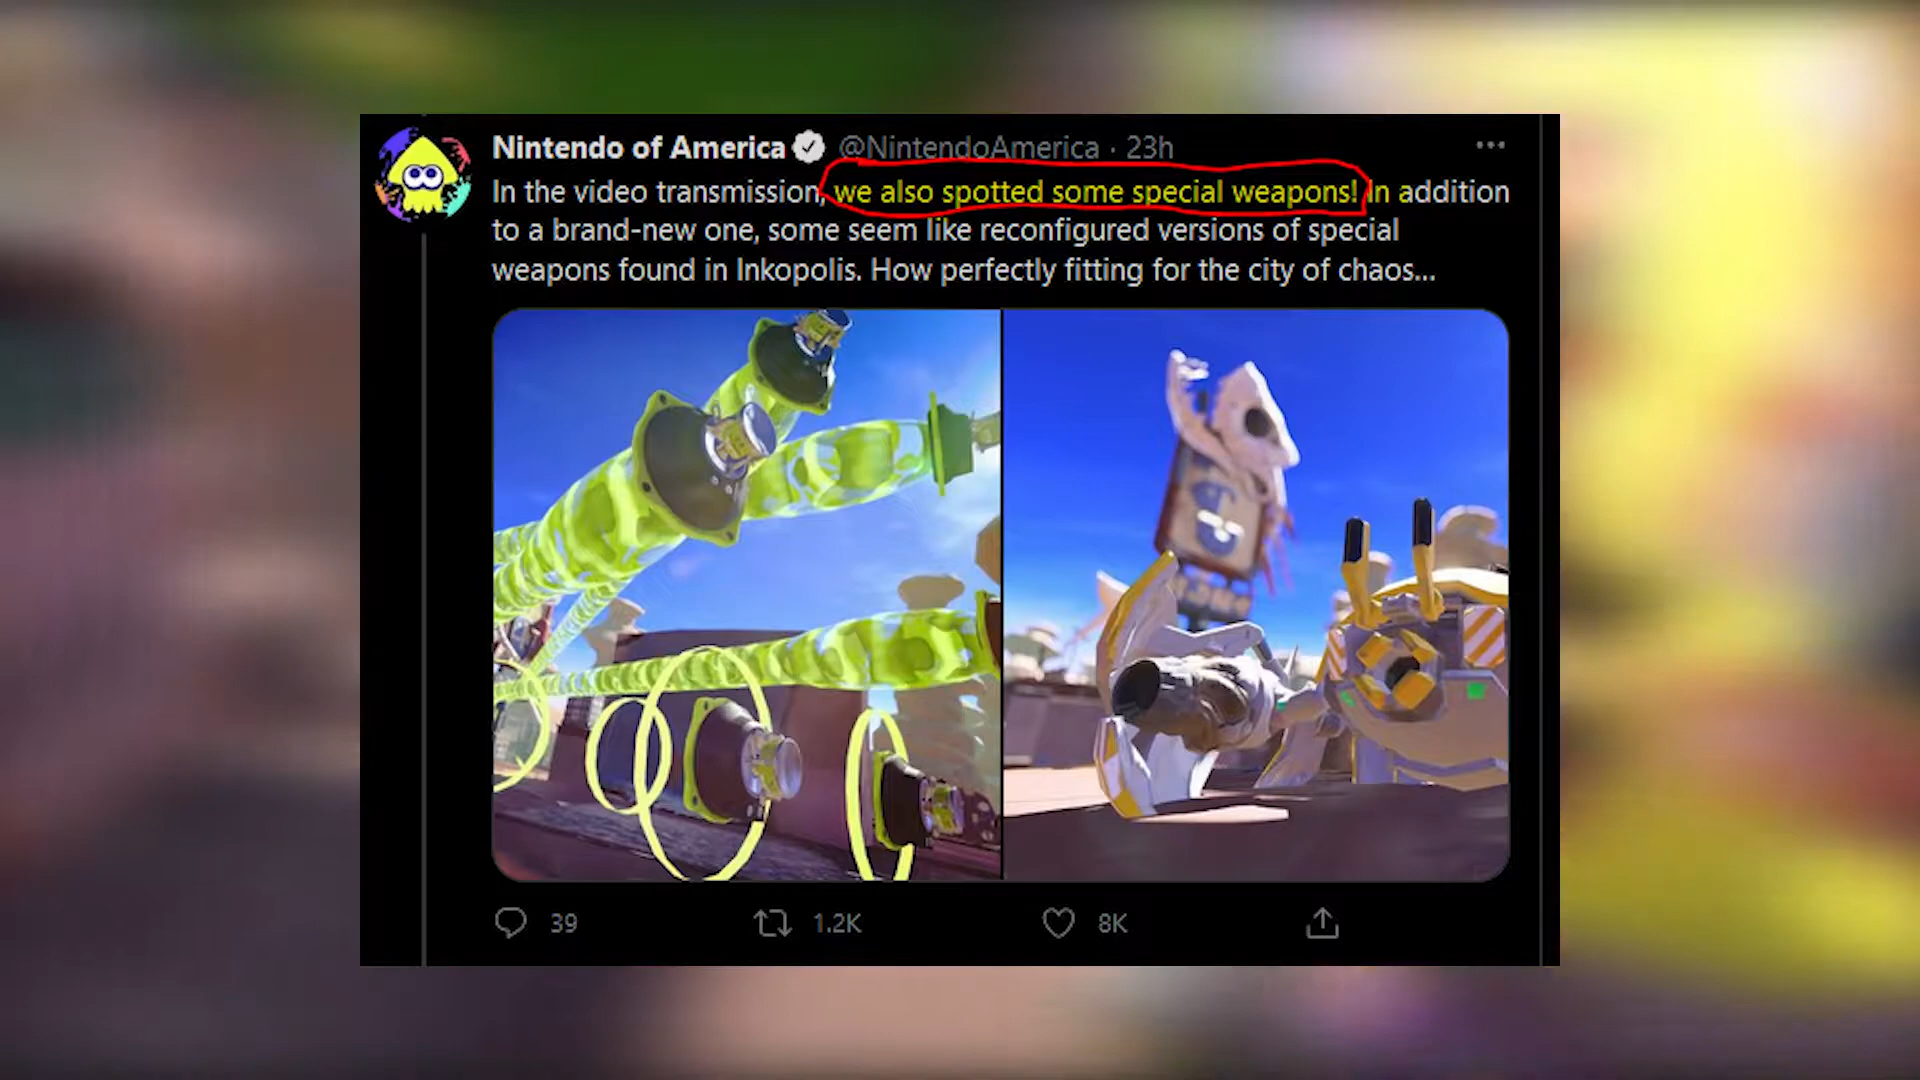 Nintendo of America @NintendoAmerica · 23h
In the video transmission, we also spotted some special weapons! In addition
to a brand-new one, some seem like reconfigured versions of special
weapons found in Inkopolis. How perfectly fitting for the city of chaos...
39 1.2K 8K